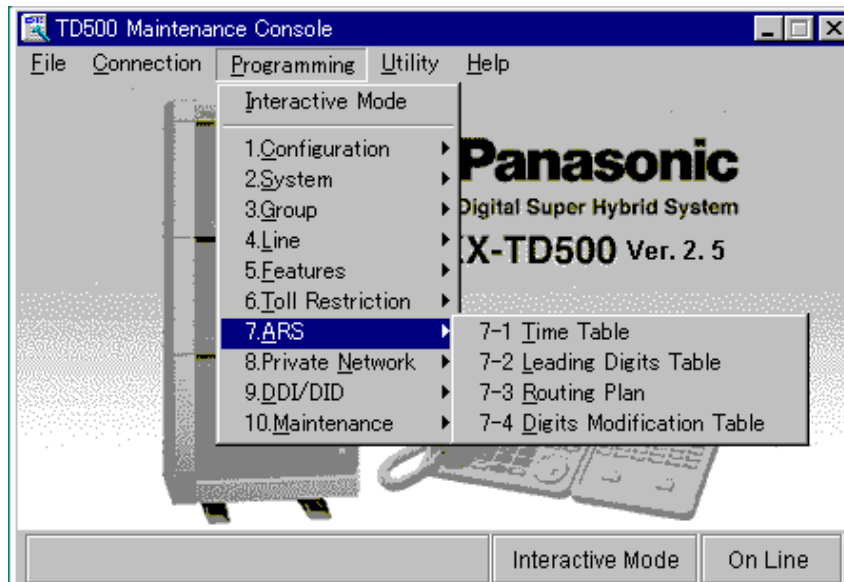 TD500 Maintenance Console
File Connection Programming Utility Help
Interactive Mode
1.Configuration
2.System
3.Group
4.Line
5.Features
6.Toll Restriction
7.ARS
8.Private Network
9.DDI/DID
10.Maintenance
7-1 Time Table
7-2 Leading Digits Table
7-3 Routing Plan
7-4 Digits Modification Table
Panasonic
Digital Super Hybrid System
KX-TD500 Ver. 2. 5
Interactive Mode On Line